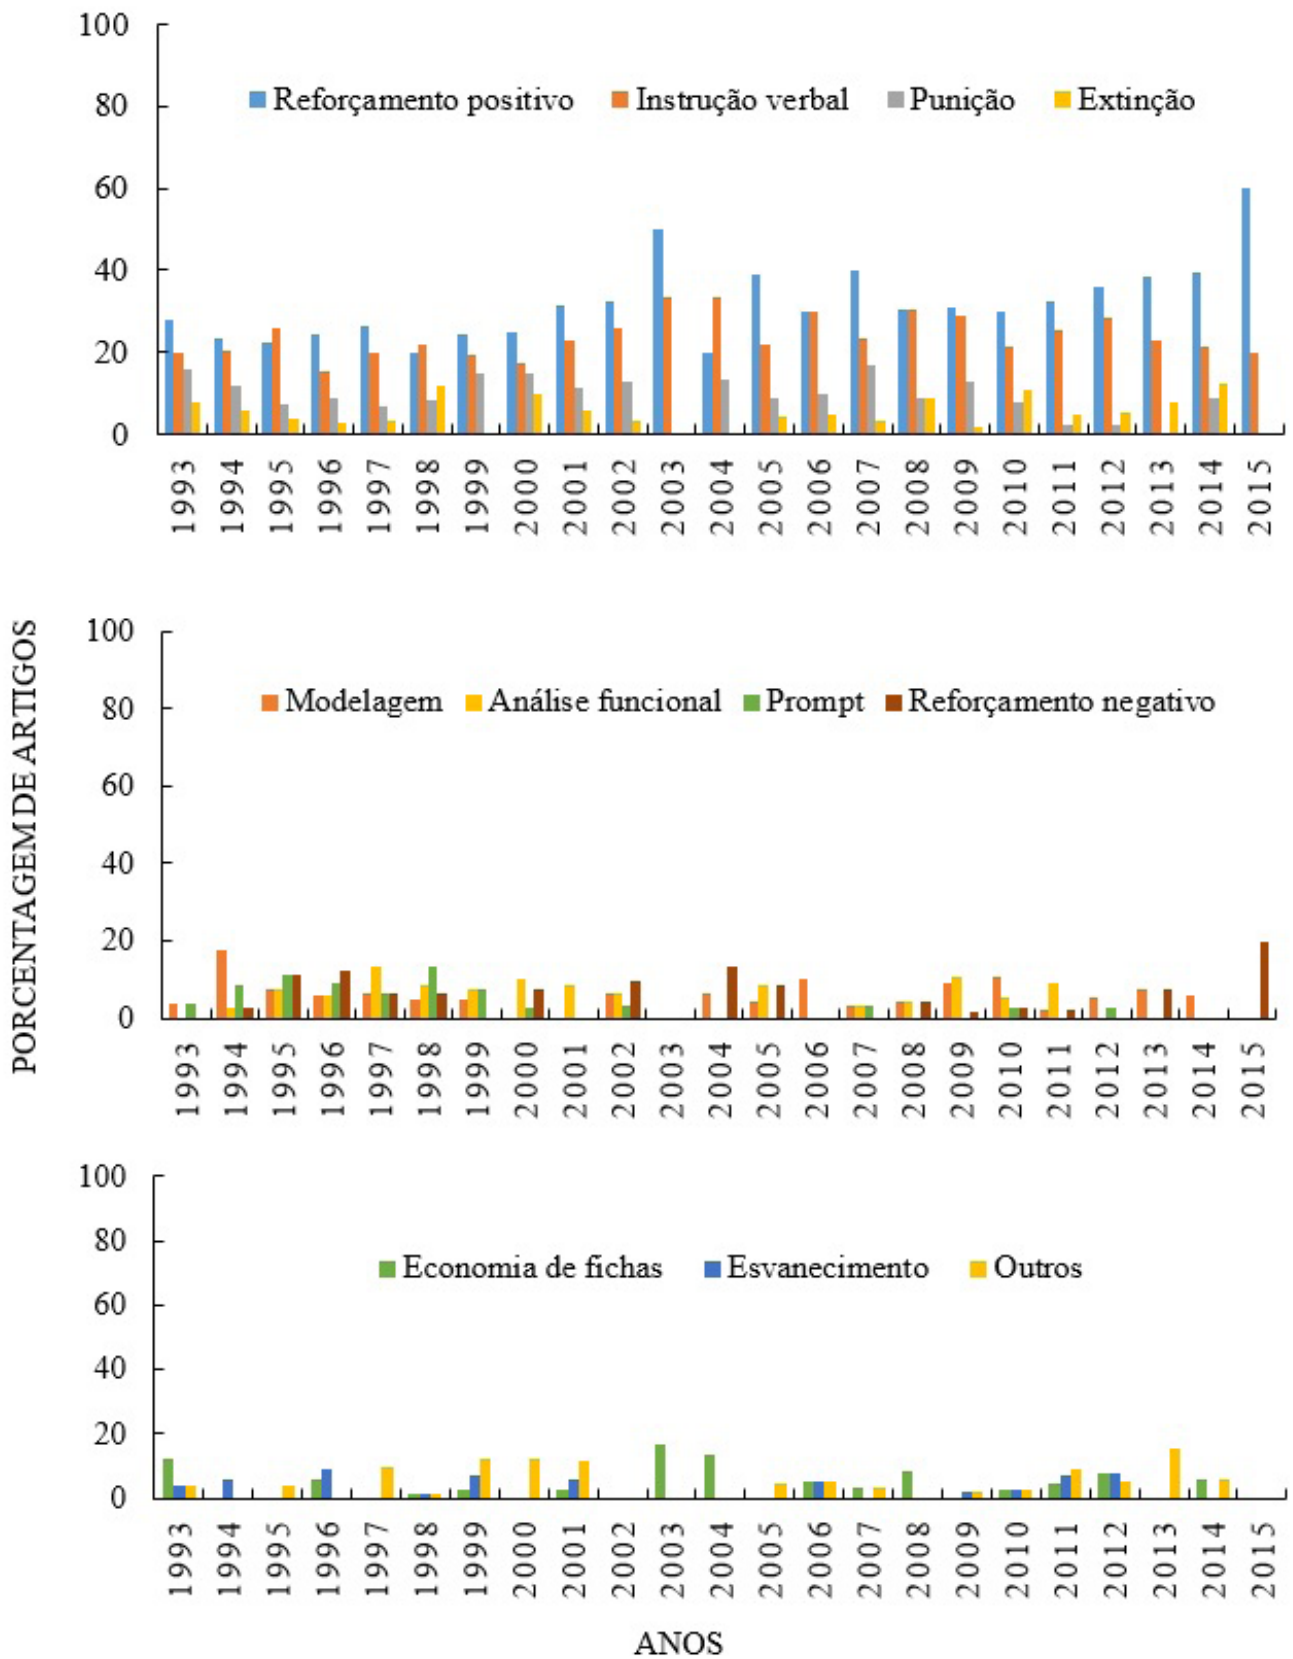 100
80
60
40
20
0
Reforçamento positivo Instrução verbal Punição Extinção
1993 1994 1995 1996 1997 1998 1999 2000 2001 2002 2003 2004 2005 2006 2007 2008 2009 2010 2011 2012 2013 2014 2015
PORCENTAGEM DE ARTIGOS
100
80
60
40
20
0
Modelagem Análise funcional Prompt Reforçamento negativo
1993 1994 1995 1996 1997 1998 1999 2000 2001 2002 2003 2004 2005 2006 2007 2008 2009 2010 2011 2012 2013 2014 2015
100
80
60
40
20
0
Economia de fichas Esvanecimento Outros
1993 1994 1995 1996 1997 1998 1999 2000 2001 2002 2003 2004 2005 2006 2007 2008 2009 2010 2011 2012 2013 2014 2015
ANOS